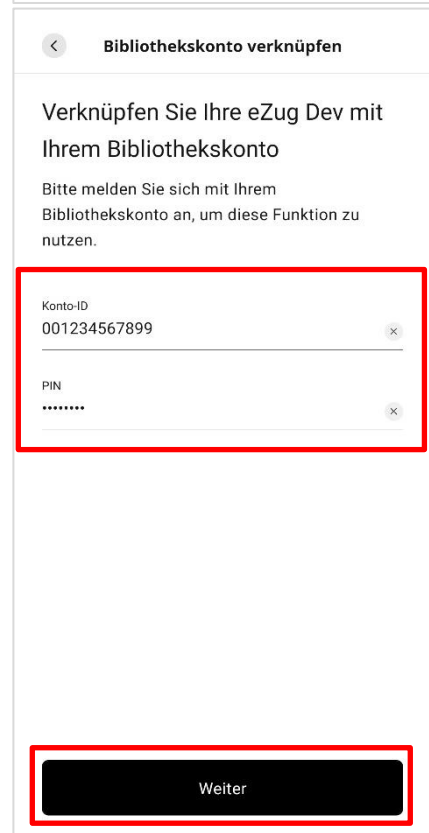 Bibliothekskonto verknüpfen
Verknüpfen Sie Ihre eZug Dev mit
Ihrem Bibliothekskonto
Bitte melden Sie sich mit Ihrem
Bibliothekskonto an, um diese Funktion zu
nutzen.
Konto-ID
001234567899
PIN
••••••••
Weiter